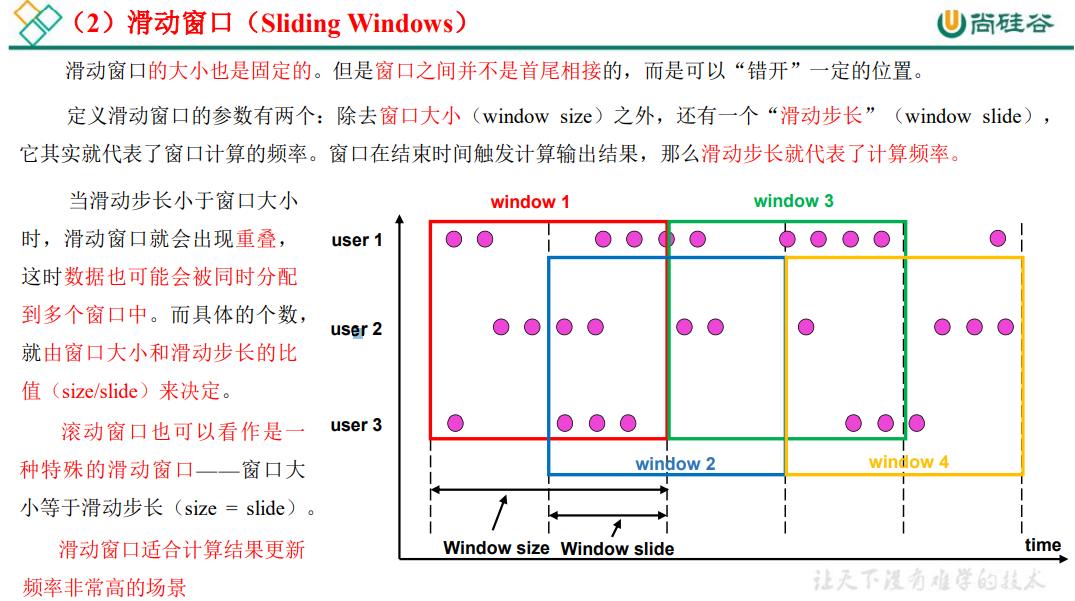 （2）滑动窗口（Sliding Windows）
尚硅谷
滑动窗口的大小也是固定的。但是窗口之间并不是首尾相接的，而是可以“错开”一定的位置。
定义滑动窗口的参数有两个：除去窗口大小（window size）之外，还有一个“滑动步长”（window slide），
它其实就代表了窗口计算的频率。窗口在结束时间触发计算输出结果，那么滑动步长就代表了计算频率。
当滑动步长小于窗口大小
时，滑动窗口就会出现重叠，
这时数据也可能会被同时分配
到多个窗口中。而具体的个数，
就由窗口大小和滑动步长的比
值（size/slide）来决定。
滚动窗口也可以看作是一
种特殊的滑动窗口——窗口大
小等于滑动步长（size = slide）。
滑动窗口适合计算结果更新
频率非常高的场景
window 1
window 3
user 1
user 2
user 3
window 2
window 4
Window size
Window slide
time
让天下没有难学的技术